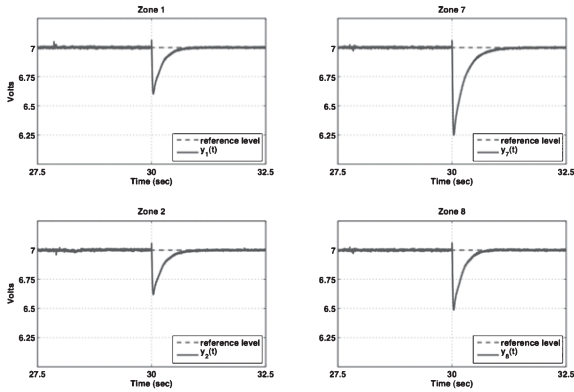 Zone 1
Volts
7
6.75
6.5
6.25
27.5
30
32.5
Time (sec)
reference level
y1(t)
Zone 7
7
6.75
6.5
6.25
27.5
30
32.5
Time (sec)
reference level
y7(t)
Zone 2
Volts
7
6.75
6.5
6.25
27.5
30
32.5
Time (sec)
reference level
y2(t)
Zone 8
7
6.75
6.5
6.25
27.5
30
32.5
Time (sec)
reference level
y8(t)